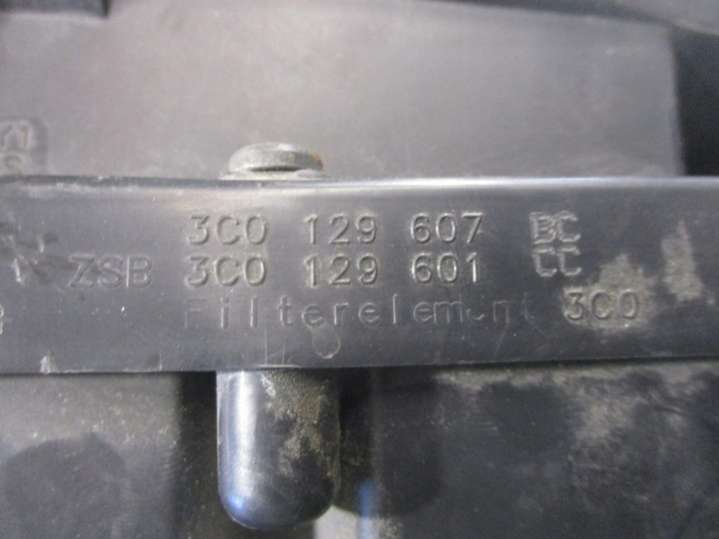 3C0 129 607 BC
ZSB 3C0 129 601 CC
Filterelement 3C0